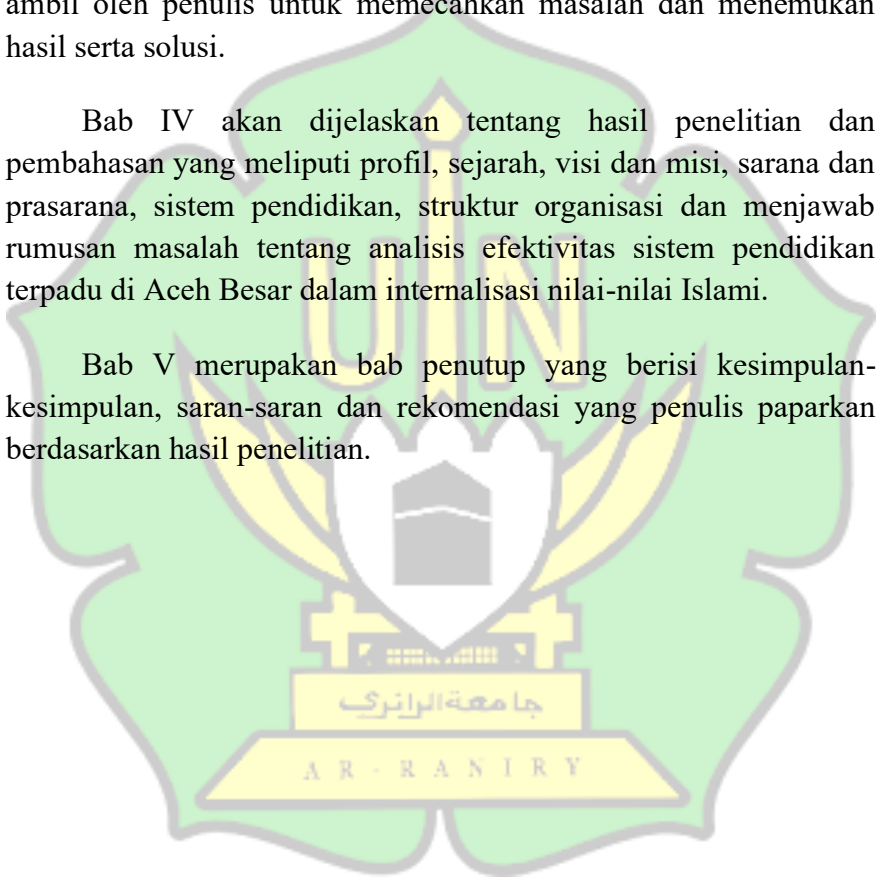 ambil oleh penulis untuk memecahkan masalah dan menemukan
hasil serta solusi.
Bab IV akan dijelaskan tentang hasil penelitian dan
pembahasan yang meliputi profil, sejarah, visi dan misi, sarana dan
prasarana, sistem pendidikan, struktur organisasi dan menjawab
rumusan masalah tentang analisis efektivitas sistem pendidikan
terpadu di Aceh Besar dalam internalisasi nilai-nilai Islami.
Bab V merupakan bab penutup yang berisi kesimpulan-
kesimpulan, saran-saran dan rekomendasi yang penulis paparkan
berdasarkan hasil penelitian.
UIN
جامعة الرانري
AR-RANIRY